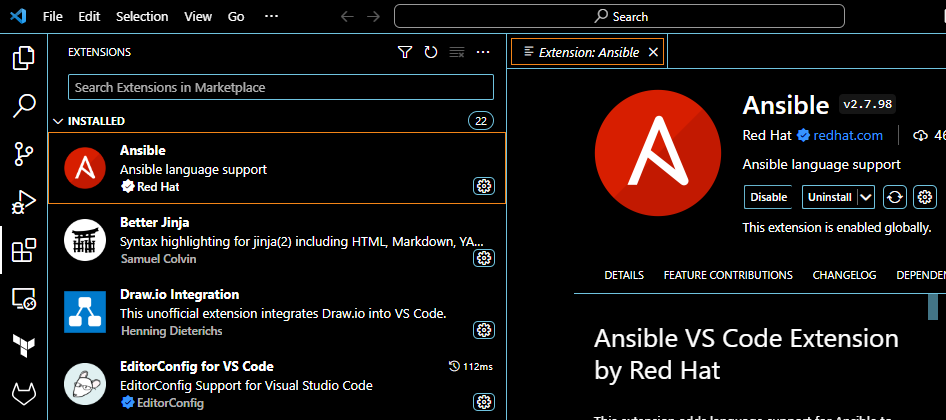 File Edit Selection View Go ··· Search
EXTENSIONS
Extension: Ansible
Search Extensions in Marketplace
INSTALLED 22
Ansible
Ansible language support
Red Hat
Better Jinja
Syntax highlighting for jinja(2) including HTML, Markdown, YA...
Samuel Colvin
Draw.io Integration
This unofficial extension integrates Draw.io into VS Code.
Henning Dieterichs
EditorConfig for VS Code 112ms
EditorConfig Support for Visual Studio Code
EditorConfig
Ansible v2.7.98
Red Hat redhat.com 46
Ansible language support
Disable Uninstall
This extension is enabled globally.
DETAILS FEATURE CONTRIBUTIONS CHANGELOG DEPENDEN
Ansible VS Code Extension
by Red Hat